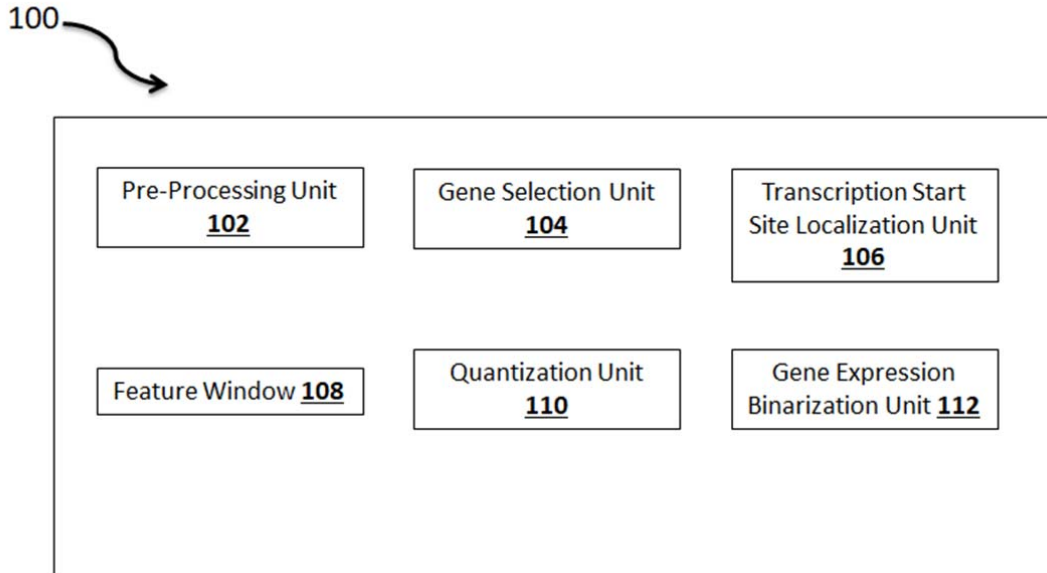 100
Pre-Processing Unit
102
Gene Selection Unit
104
Transcription Start
Site Localization Unit
106
Feature Window 108
Quantization Unit
110
Gene Expression
Binarization Unit 112